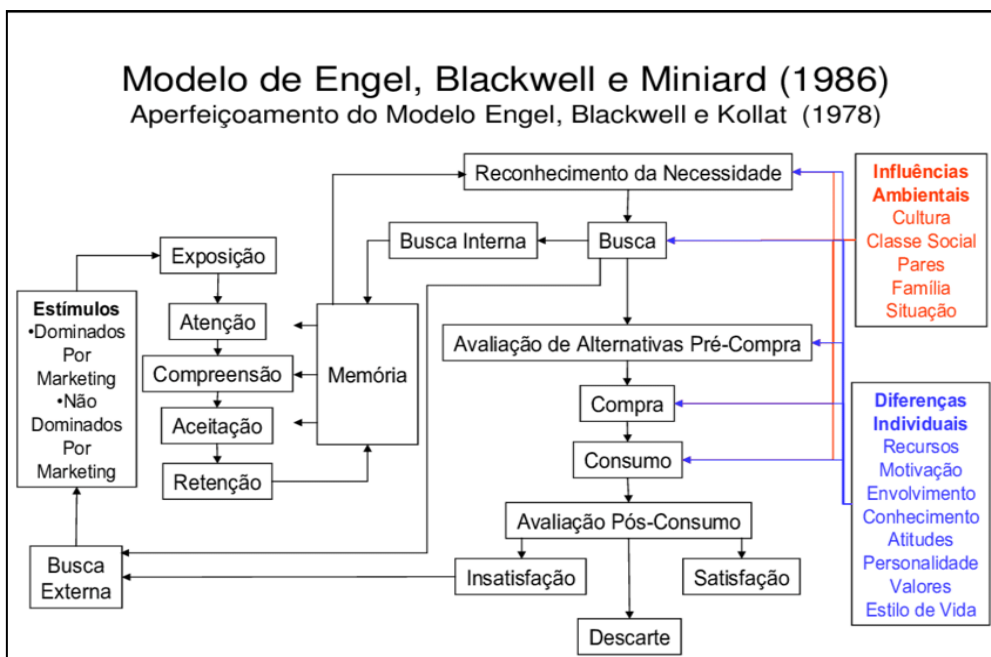 Modelo de Engel, Blackwell e Miniard (1986)
Aperfeiçoamento do Modelo Engel, Blackwell e Kollat (1978)
Reconhecimento da Necessidade
Busca Interna
Busca
Exposição
Atenção
Compreensão
Aceitação
Retenção
Memória
Estímulos
•Dominados
Por
Marketing
•Não
Dominados
Por
Marketing
Busca
Externa
Avaliação de Alternativas Pré-Compra
Compra
Consumo
Avaliação Pós-Consumo
Insatisfação
Satisfação
Descarte
Influências
Ambientais
Cultura
Classe Social
Pares
Família
Situação
Diferenças
Individuais
Recursos
Motivação
Envolvimento
Conhecimento
Atitudes
Personalidade
Valores
Estilo de Vida